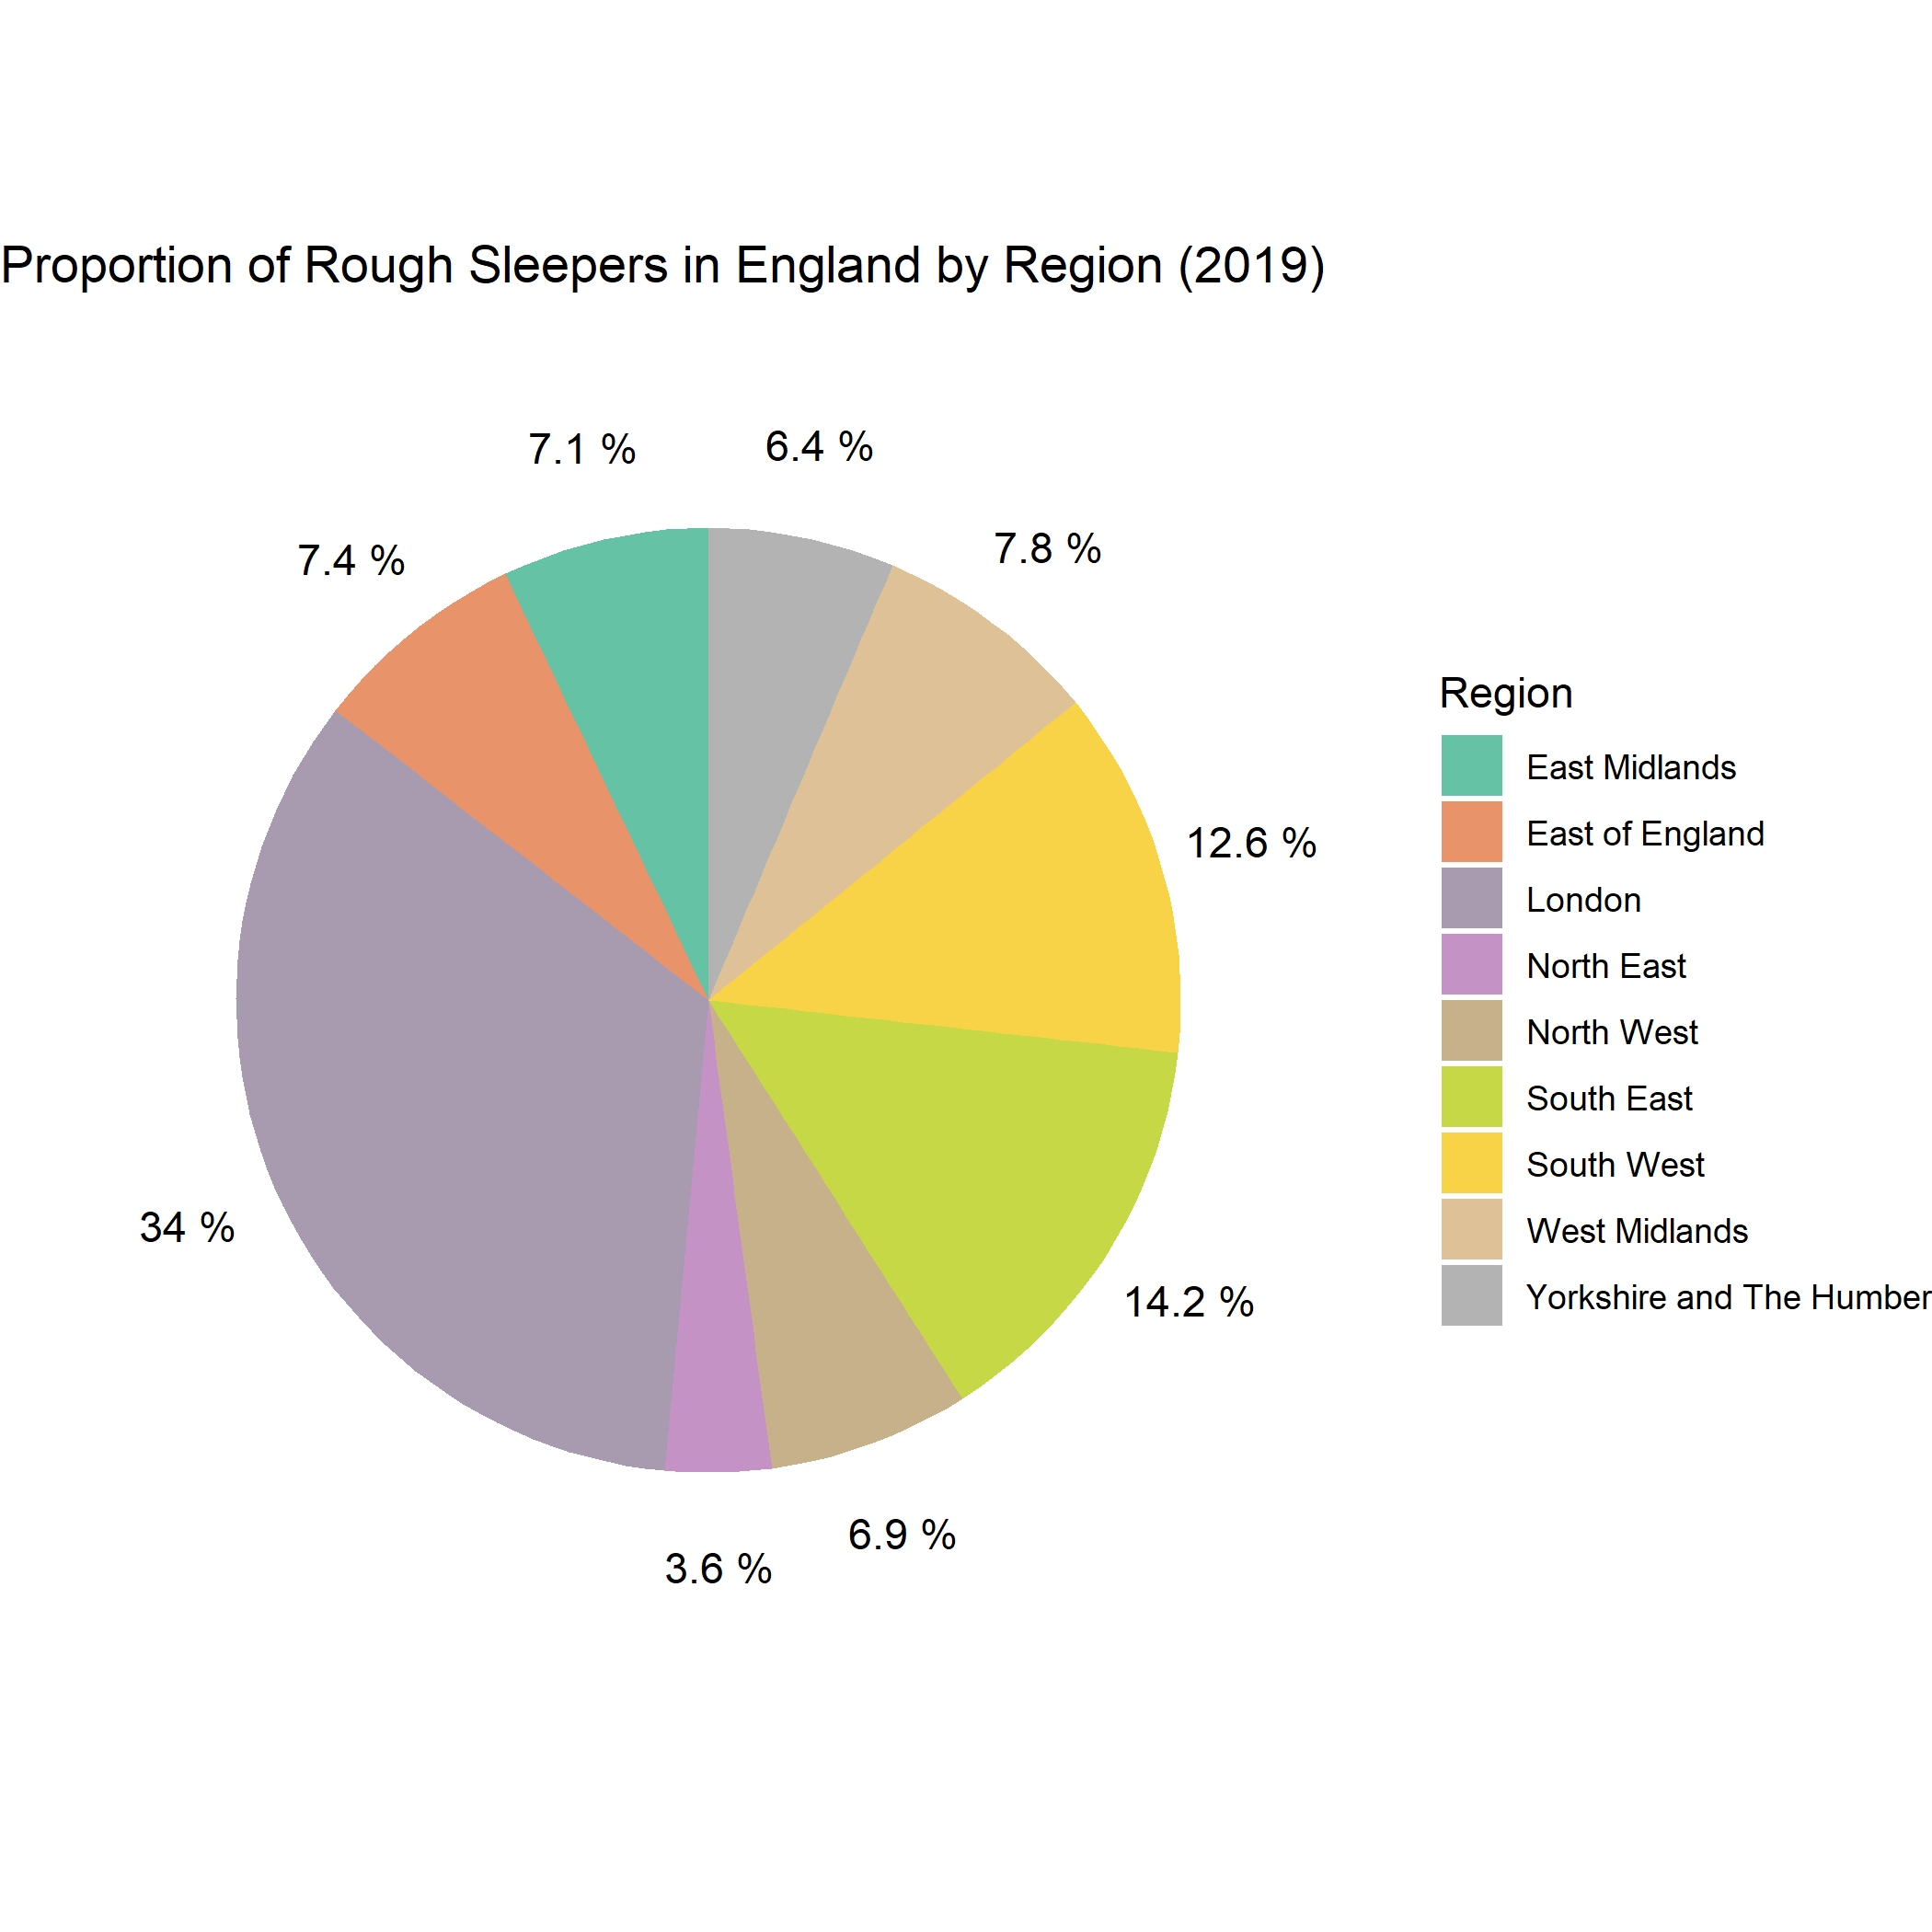 Proportion of Rough Sleepers in England by Region (2019)
7.1 %
6.4 %
7.4 %
7.8 %
12.6 %
34 %
14.2 %
6.9 %
3.6 %
Region
East Midlands
East of England
London
North East
North West
South East
South West
West Midlands
Yorkshire and The Humber